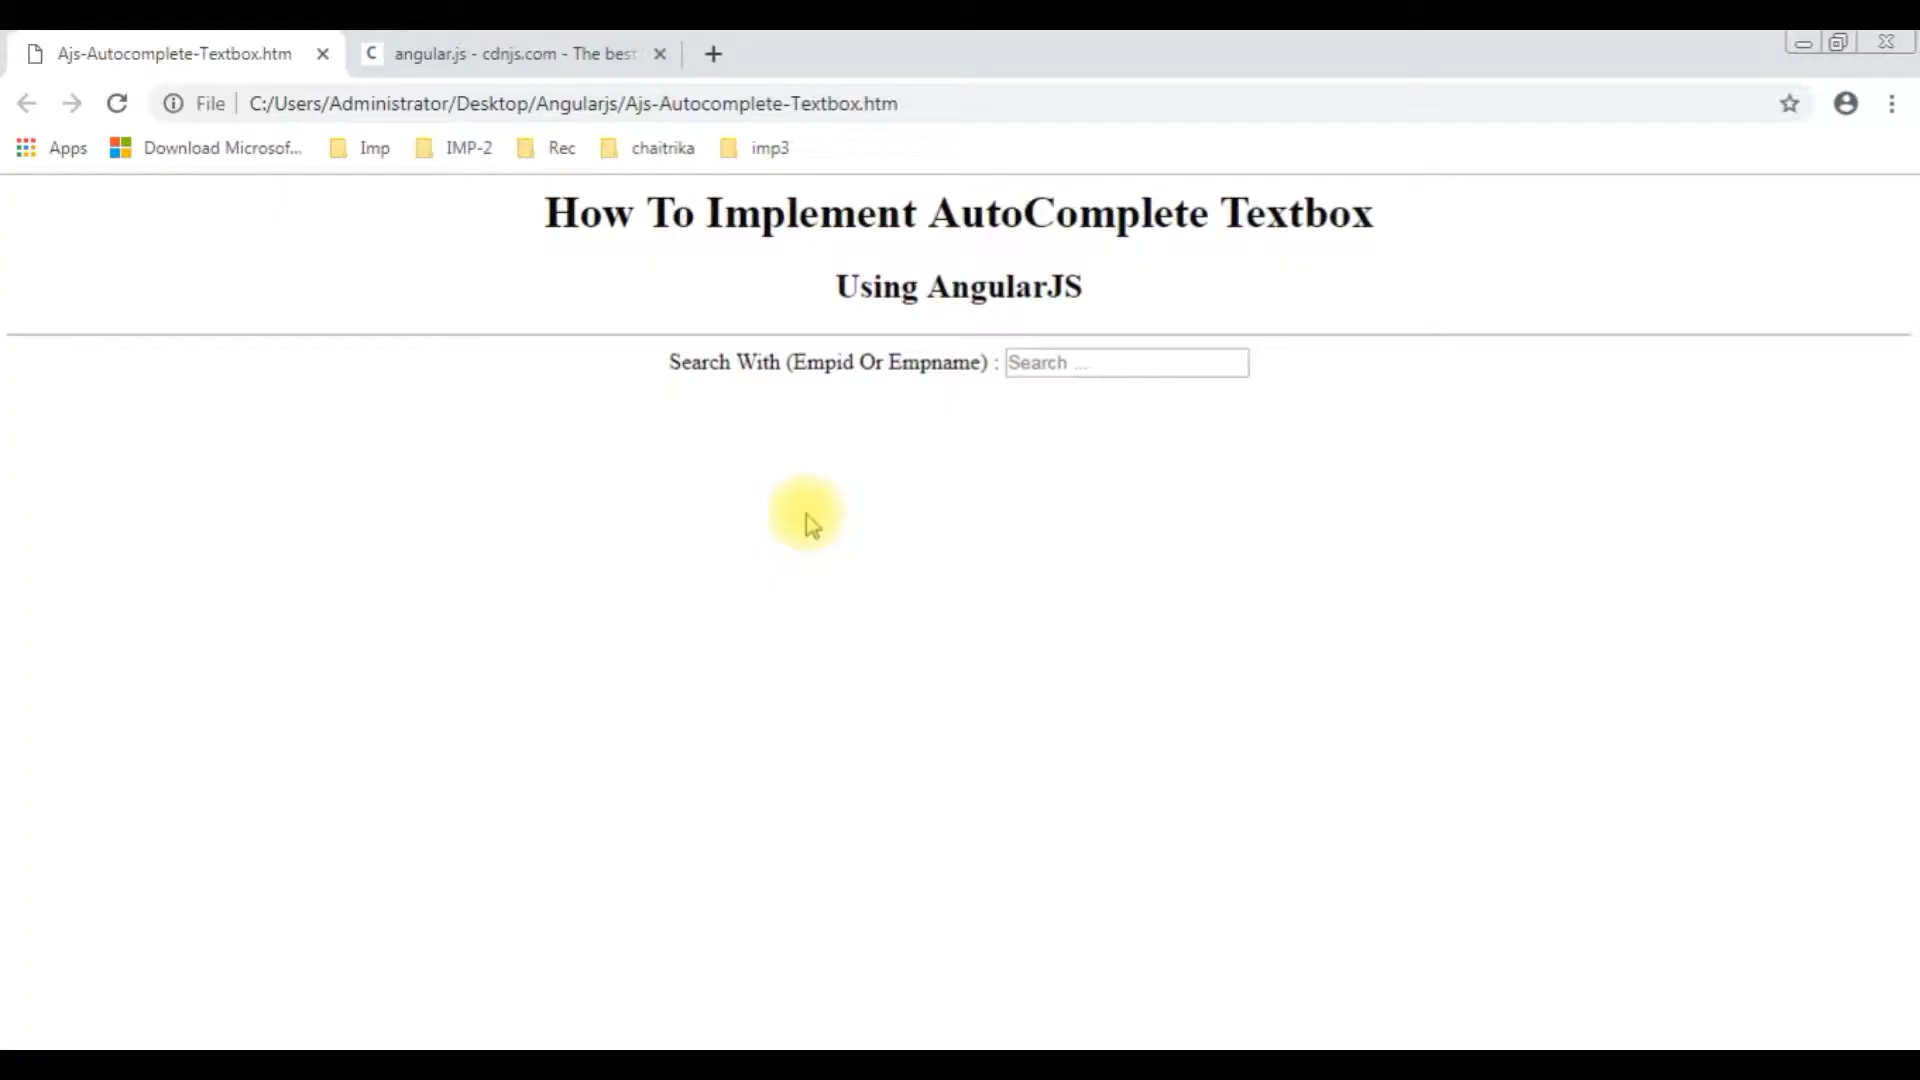 Ajs-Autocomplete-Textbox.htm
C angular.js - cdnjs.com - The best
File C:/Users/Administrator/Desktop/Angularjs/Ajs-Autocomplete-Textbox.htm
Apps Download Microsof... Imp IMP-2 Rec chaitrika imp3
How To Implement AutoComplete Textbox
Using AngularJS
Search With (Empid Or Empname) : Search ...